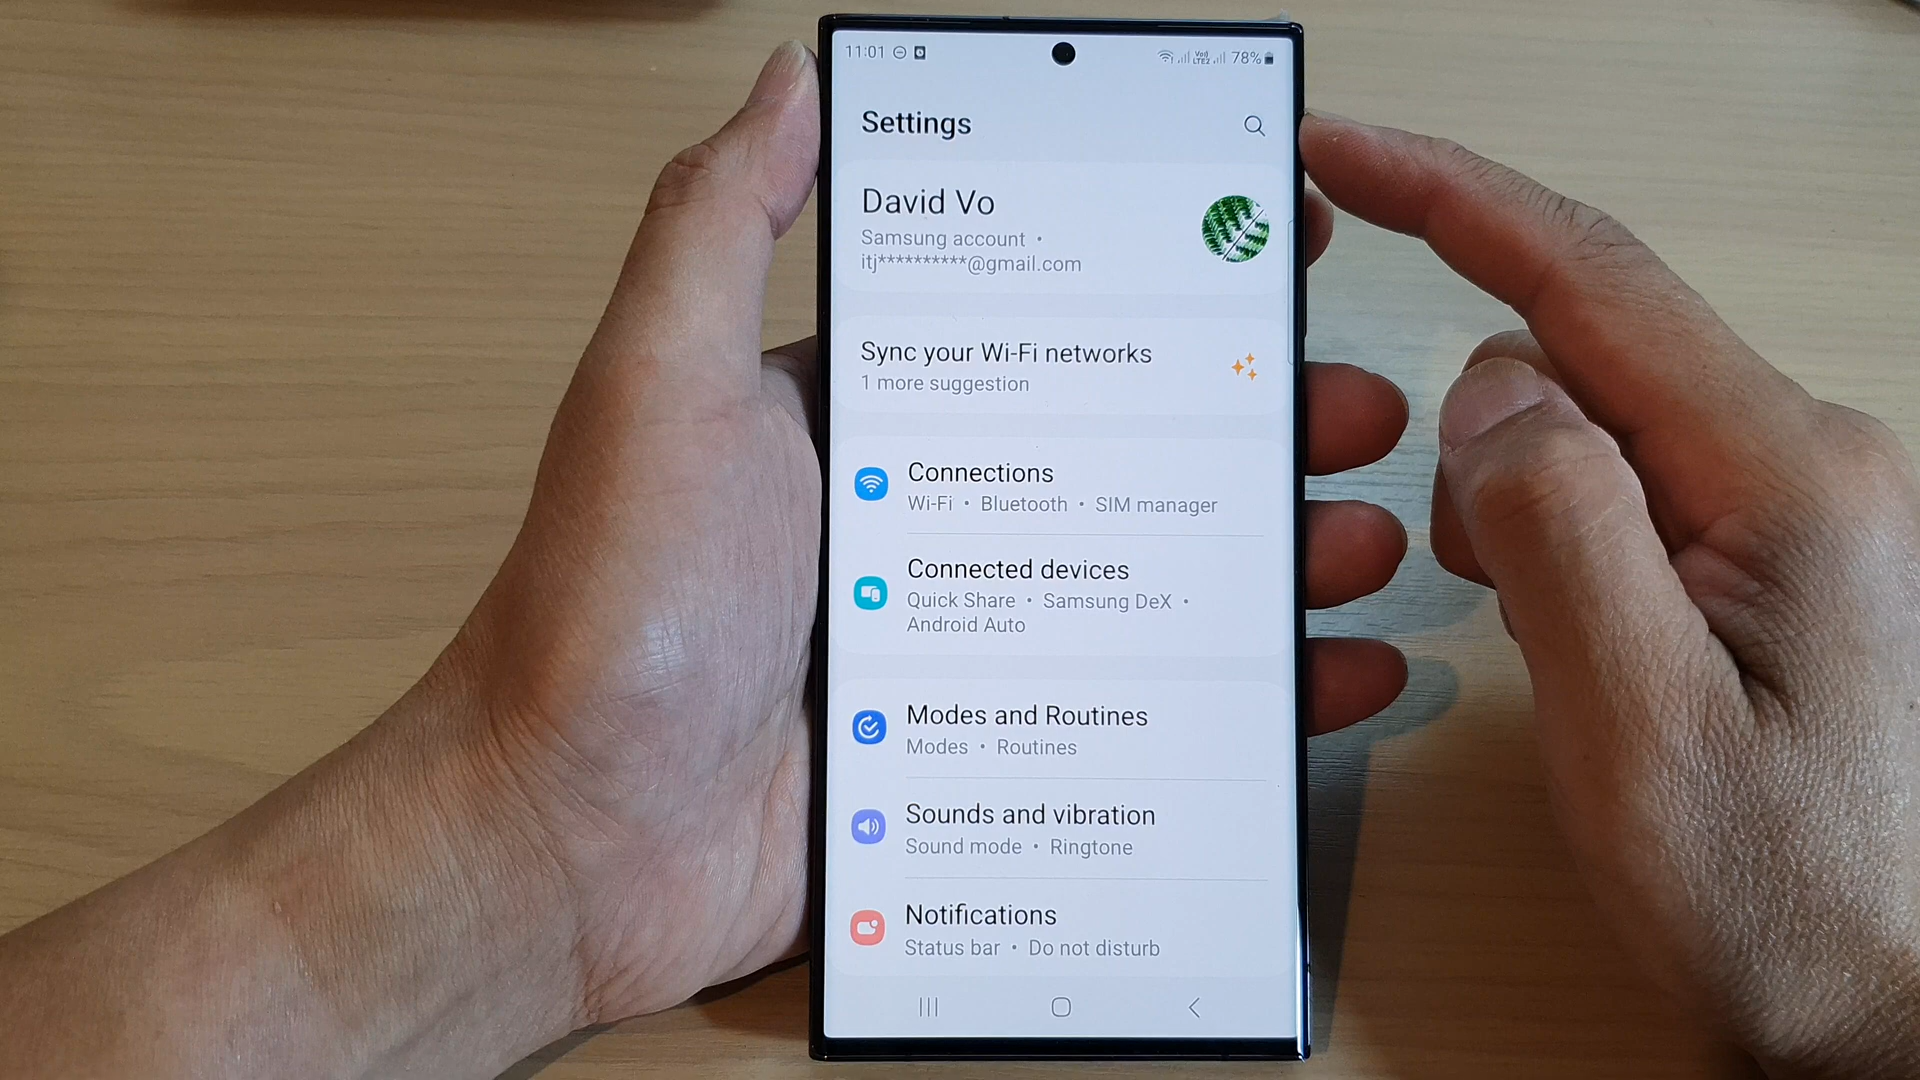 11:01 78%
Settings
David Vo
Samsung account •
itj**********@gmail.com
Sync your Wi-Fi networks
1 more suggestion
Connections
Wi-Fi • Bluetooth • SIM manager
Connected devices
Quick Share • Samsung DeX •
Android Auto
Modes and Routines
Modes • Routines
Sounds and vibration
Sound mode • Ringtone
Notifications
Status bar • Do not disturb